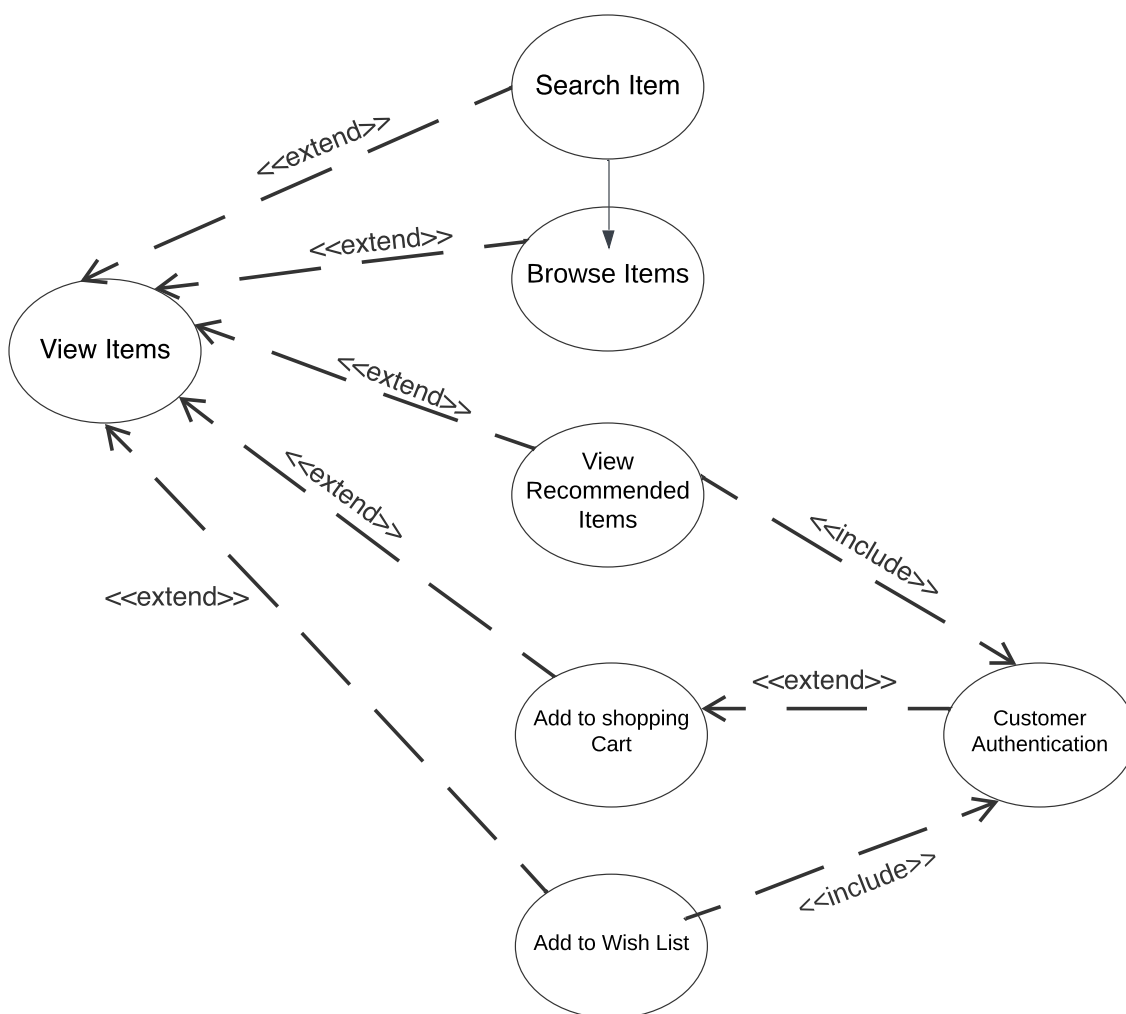 Search Item
<<extend>>
<<extend>>
Browse Items
View Items
<<extend>>
View
Recommended
Items
<<extend>>
<<include>>
<<extend>>
<<extend>>
Add to shopping
Cart
Customer
Authentication
<<include>>
Add to Wish List